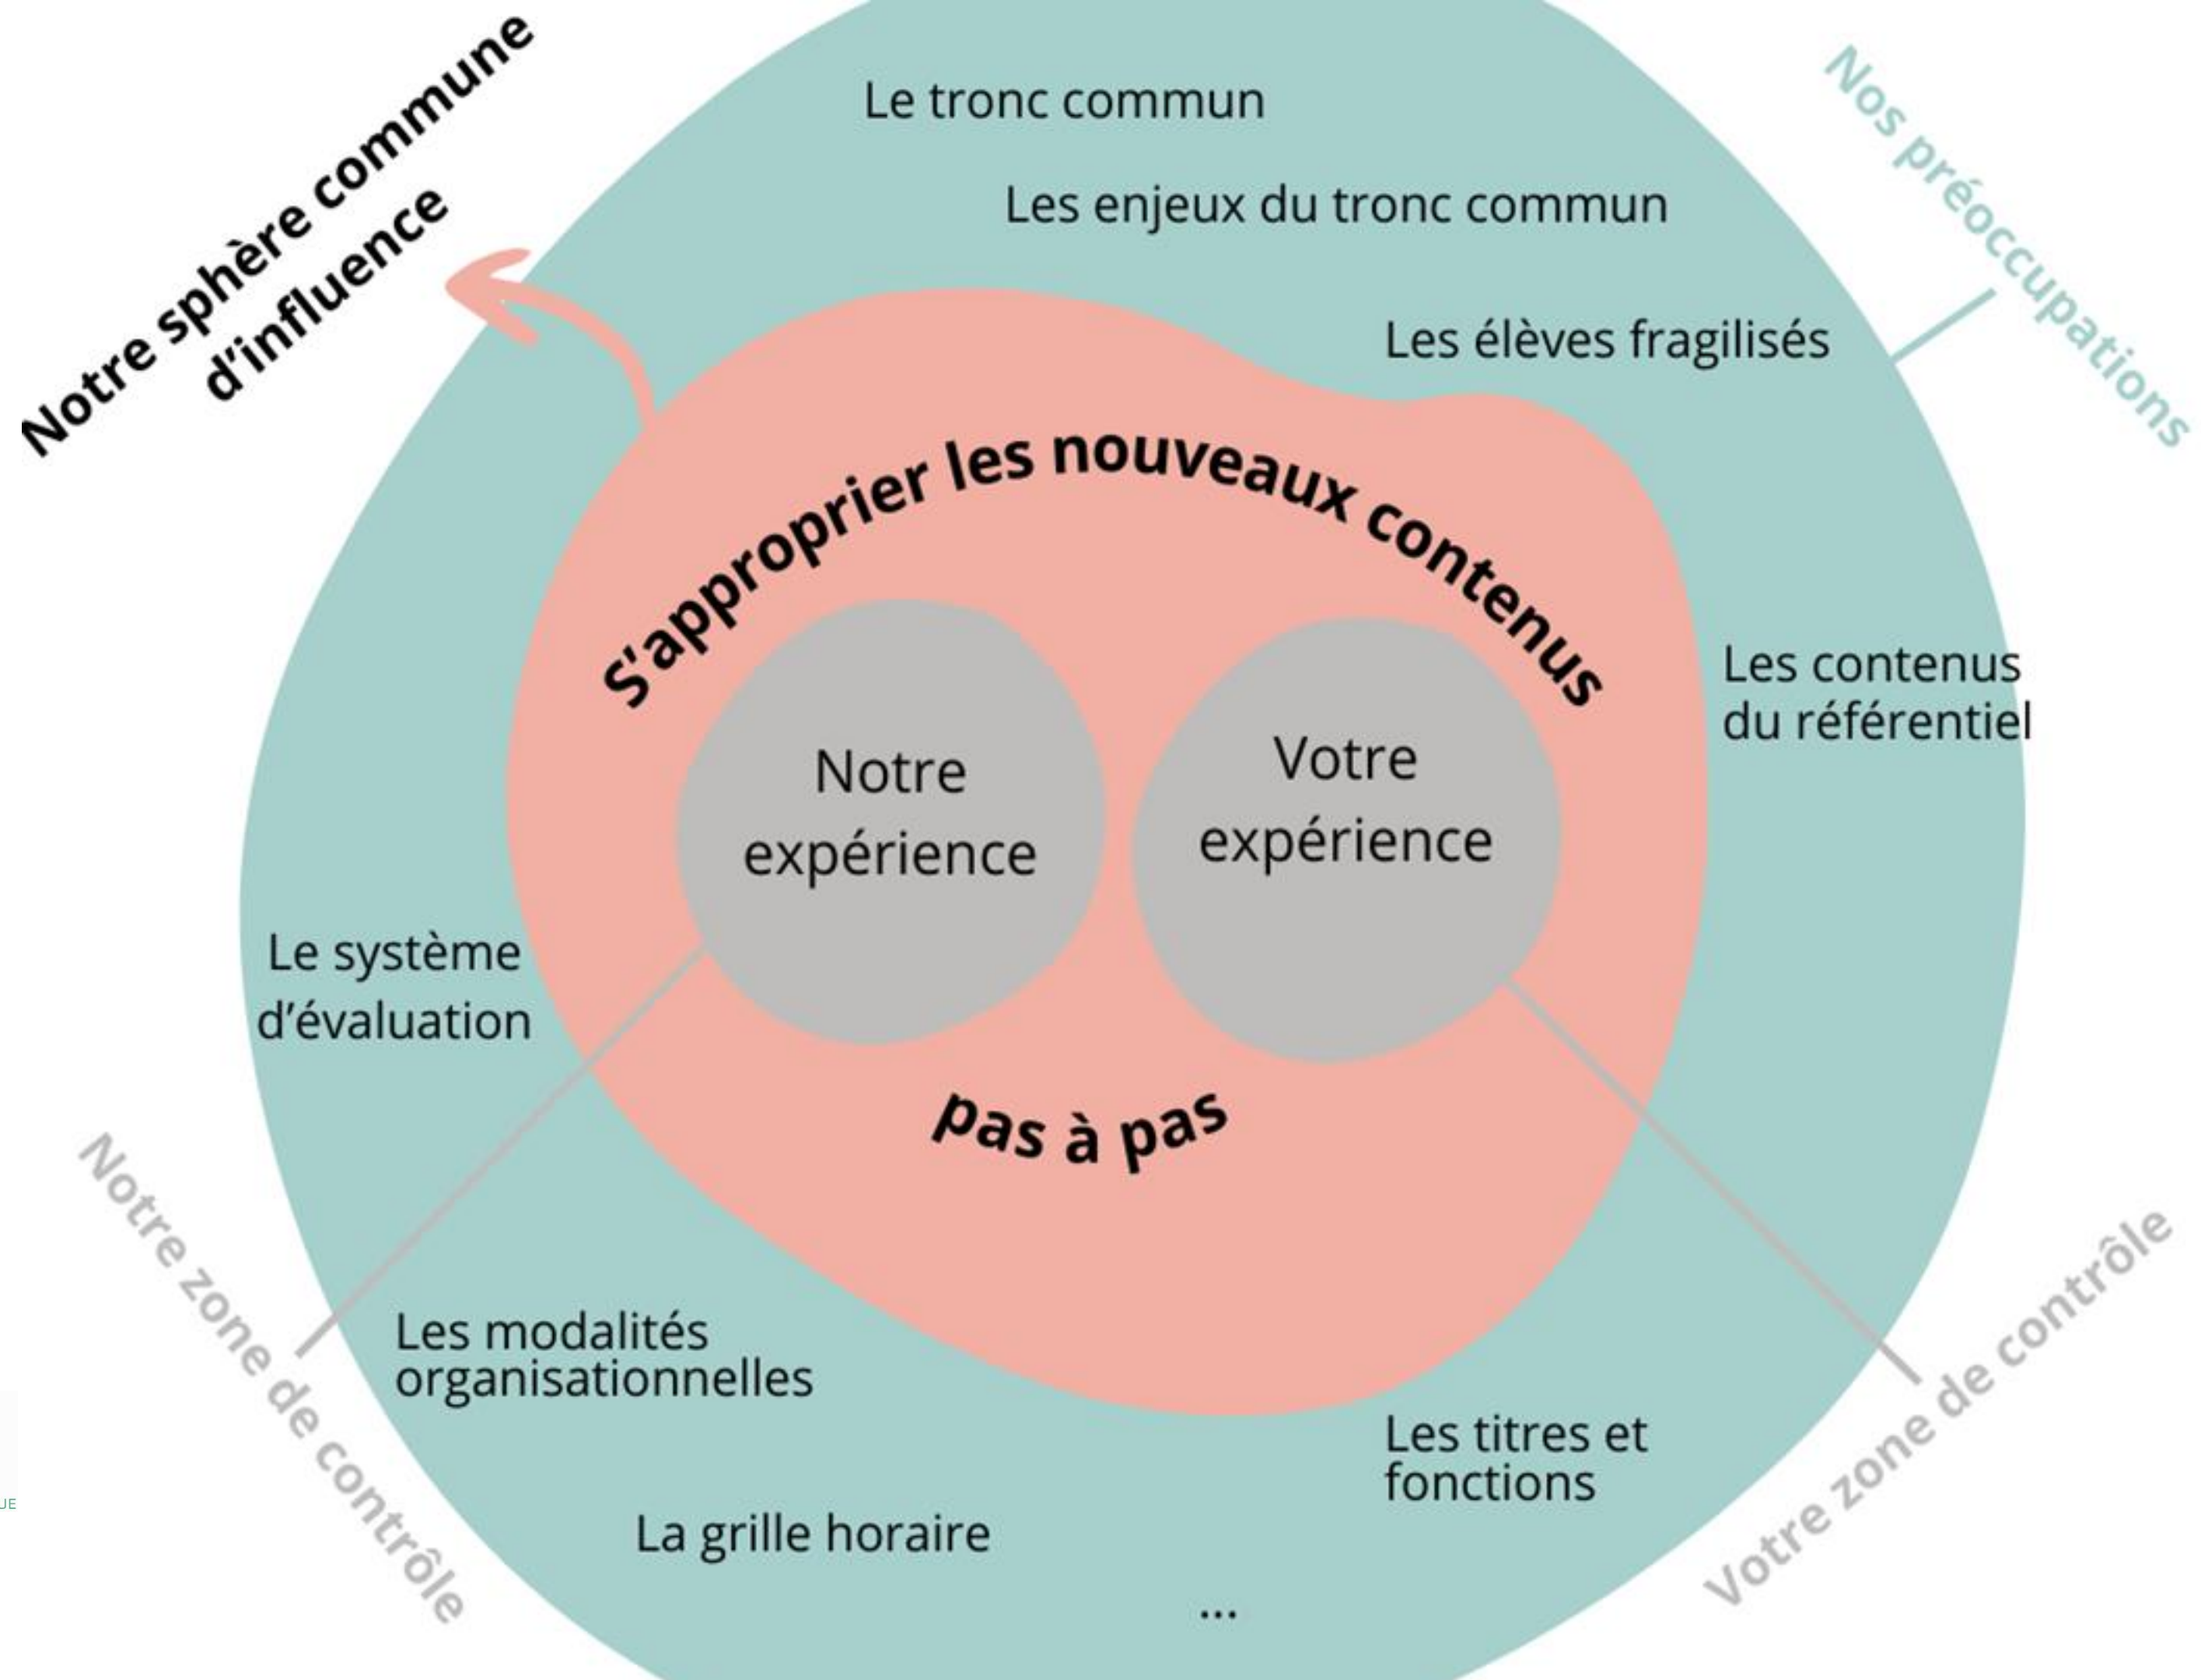 Notre sphère commune
d'influence
Nos préoccupations
Le tronc commun
Les enjeux du tronc commun
Les élèves fragilisés
S'approprier les nouveaux contenus
Les contenus
du référentiel
Notre
expérience
Votre
expérience
Le système
d’évaluation
pas à pas
Notre zone de contrôle
Votre zone de contrôle
Les modalités
organisationnelles
Les titres et
fonctions
La grille horaire
...
UE